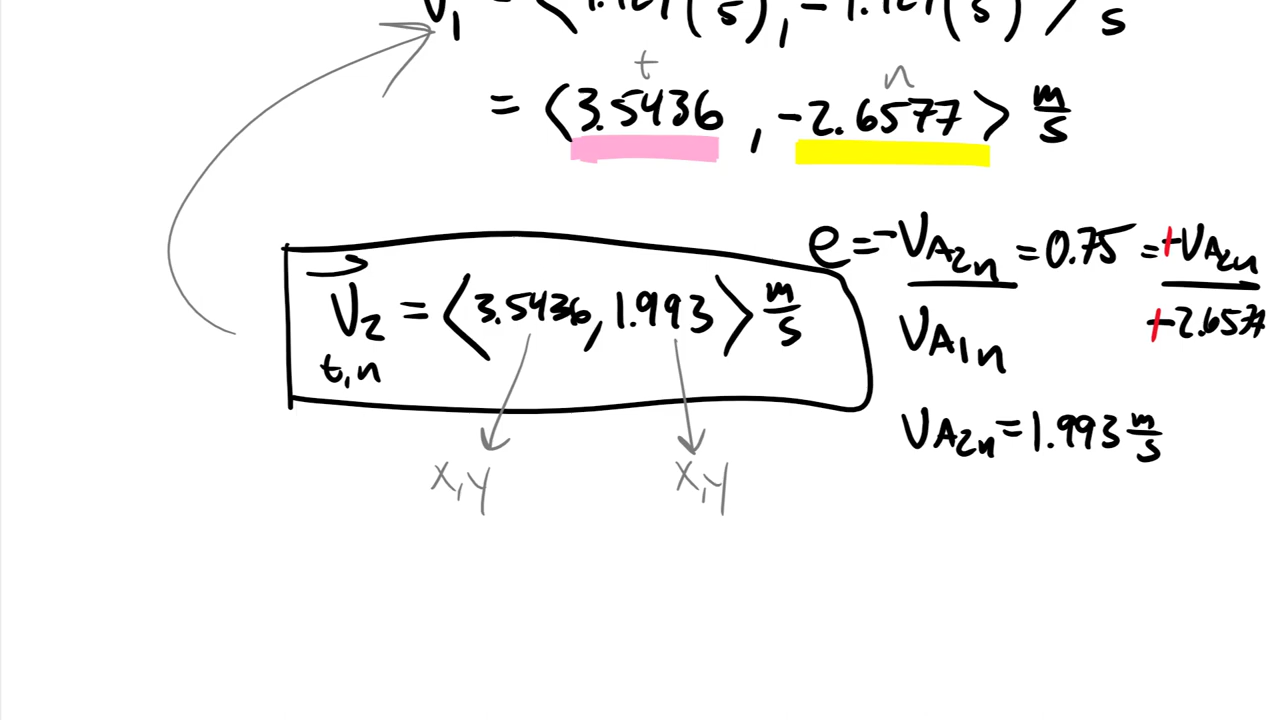 t n
= ⟨3.5436 , -2.6577⟩ m/s
e = -VA2n / VA1n = 0.75 = +VA2n / +2.6577
V2 = ⟨3.5436, 1.993⟩ m/s
t,n
VA2n = 1.993 m/s
x,y x,y